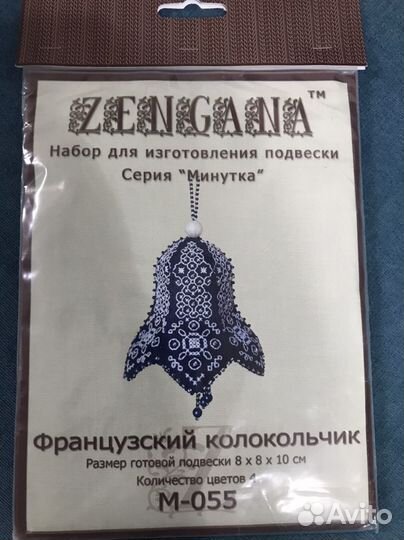 ZENGANA™
Набор для изготовления подвески
Серия "Минутка"
Французский колокольчик
Размер готовой подвески 8 х 8 х 10 см
Количество цветов 4
М-055
Avito